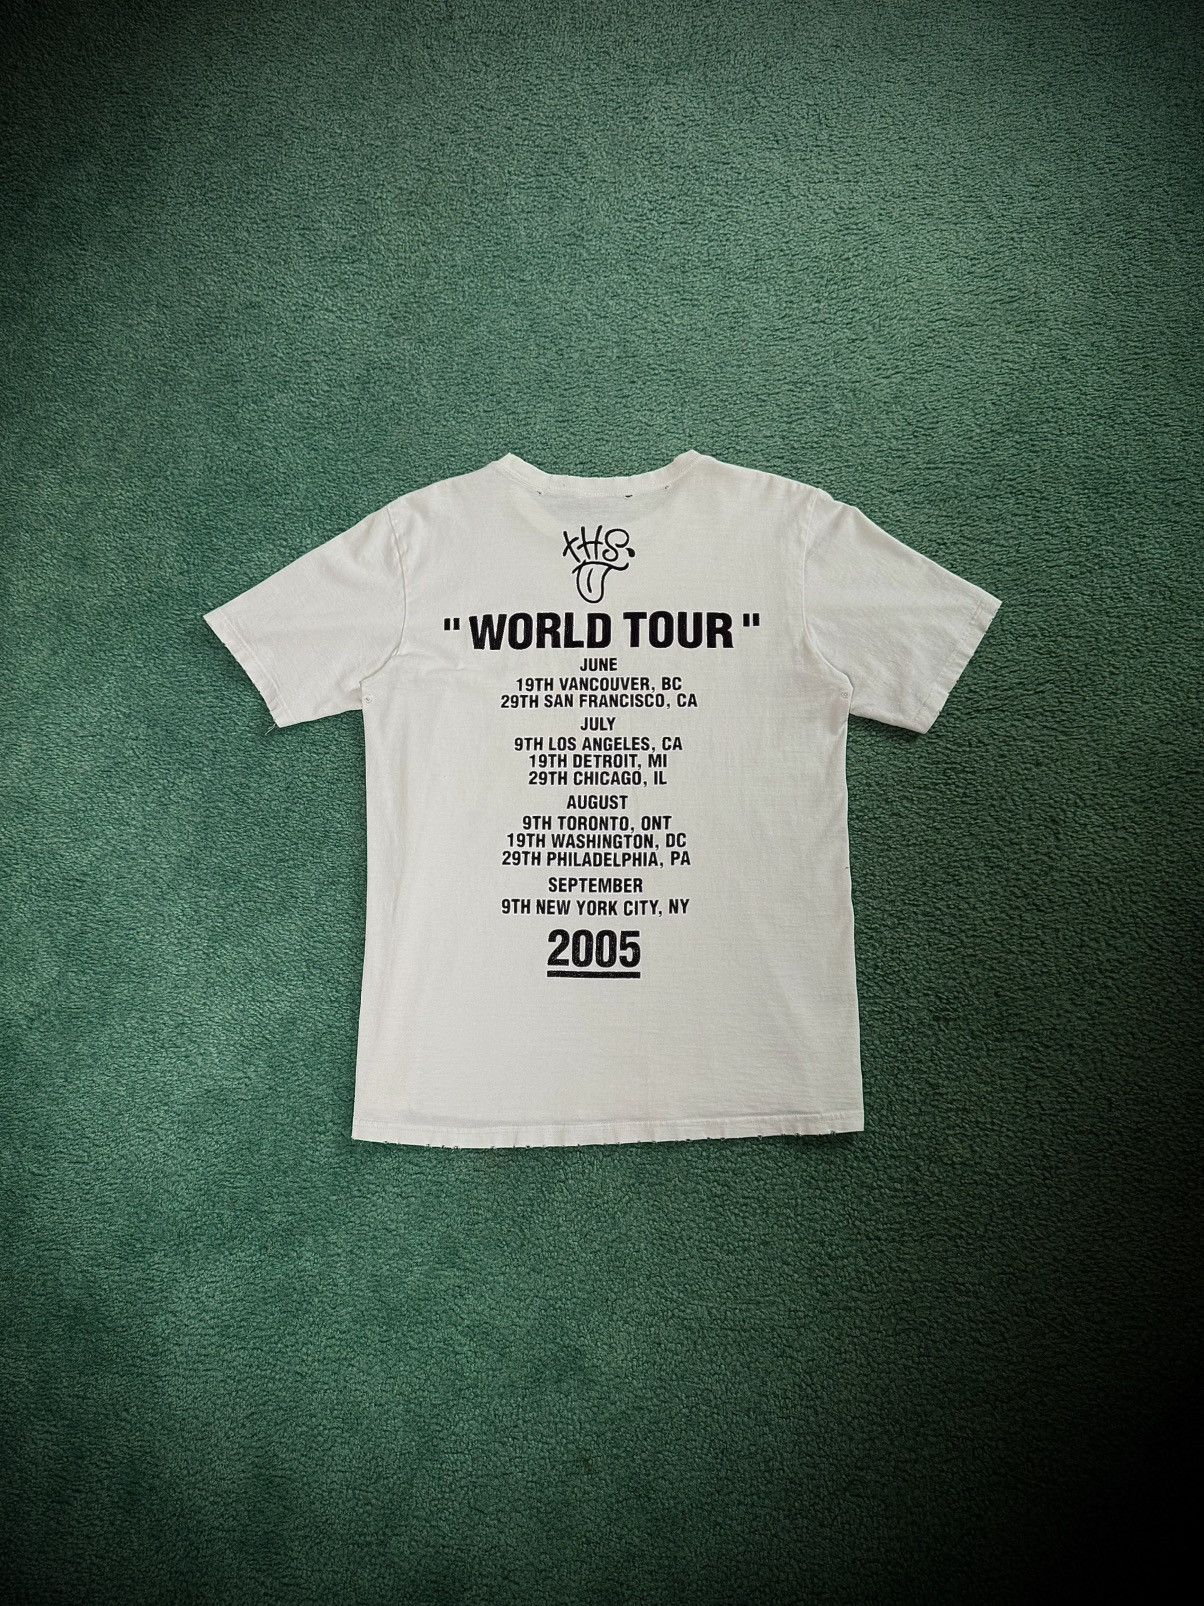 XHS.
"WORLD TOUR"
JUNE
19TH VANCOUVER, BC
29TH SAN FRANCISCO, CA
JULY
9TH LOS ANGELES, CA
19TH DETROIT, MI
29TH CHICAGO, IL
AUGUST
9TH TORONTO, ONT
19TH WASHINGTON, DC
29TH PHILADELPHIA, PA
SEPTEMBER
9TH NEW YORK CITY, NY
2005